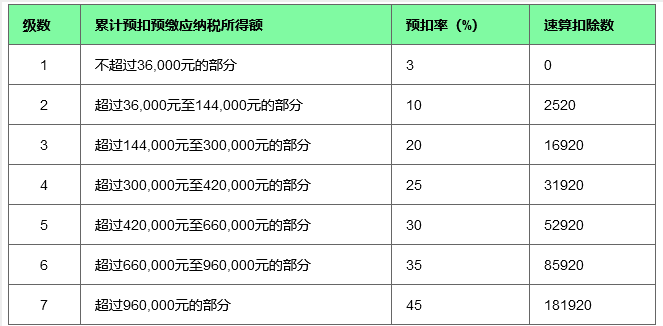 级数 累计预扣预缴应纳税所得额 预扣率（%） 速算扣除数
1 不超过36,000元的部分 3 0
2 超过36,000元至144,000元的部分 10 2520
3 超过144,000元至300,000元的部分 20 16920
4 超过300,000元至420,000元的部分 25 31920
5 超过420,000元至660,000元的部分 30 52920
6 超过660,000元至960,000元的部分 35 85920
7 超过960,000元的部分 45 181920